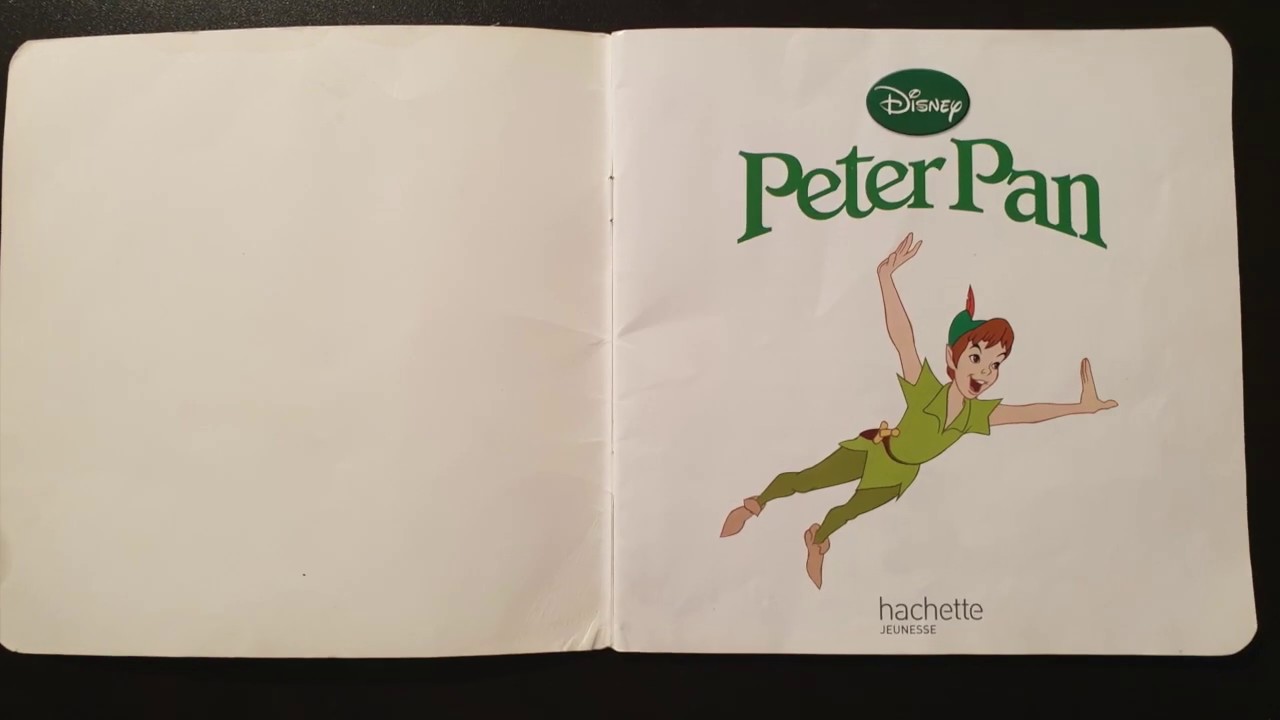 Disney
Peter Pan
hachette
JEUNESSE